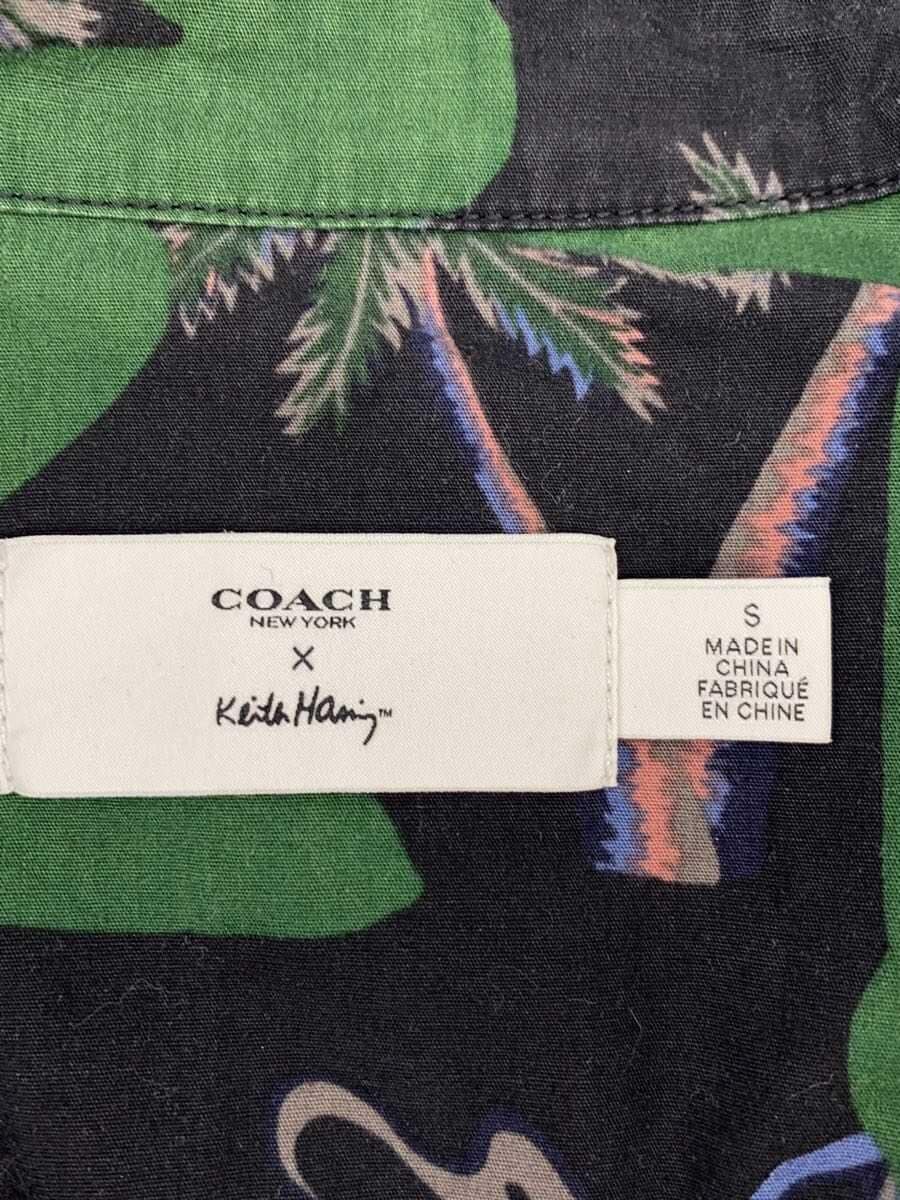 COACH
NEW YORK
X
Keith Haring™
S
MADE IN
CHINA
FABRIQUÉ
EN CHINE